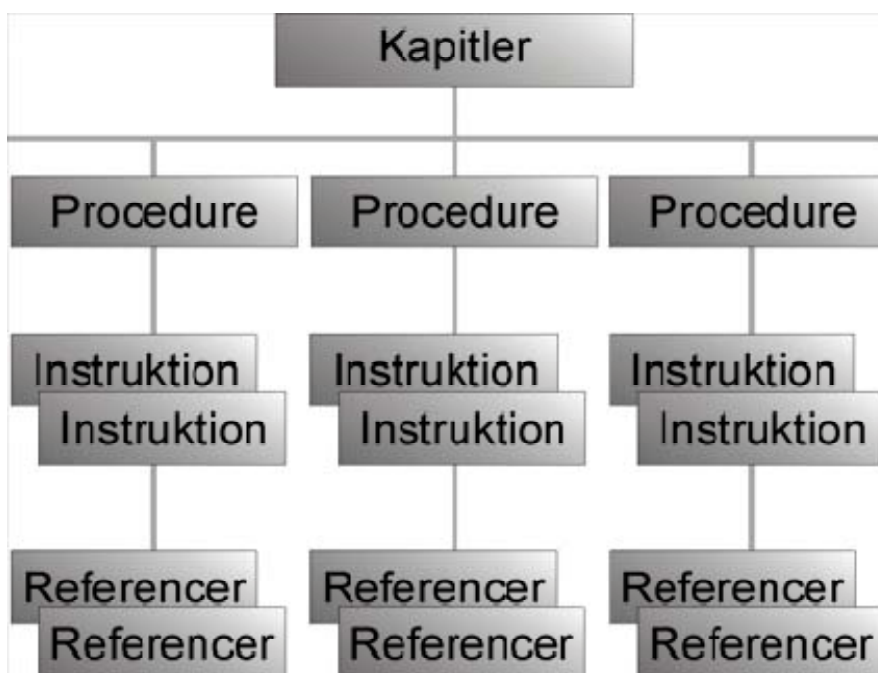 Kapitler
Procedure Procedure Procedure
Instruktion Instruktion Instruktion
Instruktion Instruktion Instruktion
Referencer Referencer Referencer
Referencer Referencer Referencer